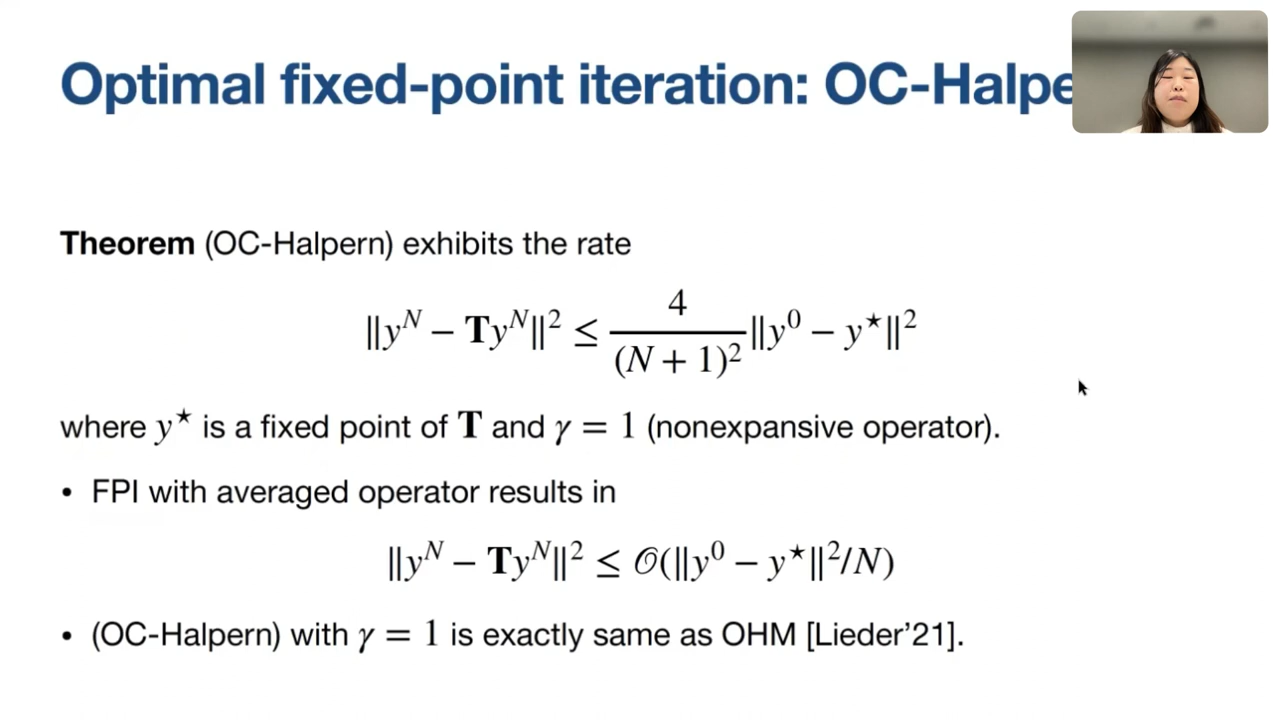 Optimal fixed-point iteration: OC-Halpe
Theorem (OC-Halpern) exhibits the rate
‖y^N − Ty^N‖² ≤ 4/(N + 1)² ‖y⁰ − y^★‖²
where y^★ is a fixed point of T and γ = 1 (nonexpansive operator).
• FPI with averaged operator results in
‖y^N − Ty^N‖² ≤ 𝒪(‖y⁰ − y^★‖²/N)
• (OC-Halpern) with γ = 1 is exactly same as OHM [Lieder'21].